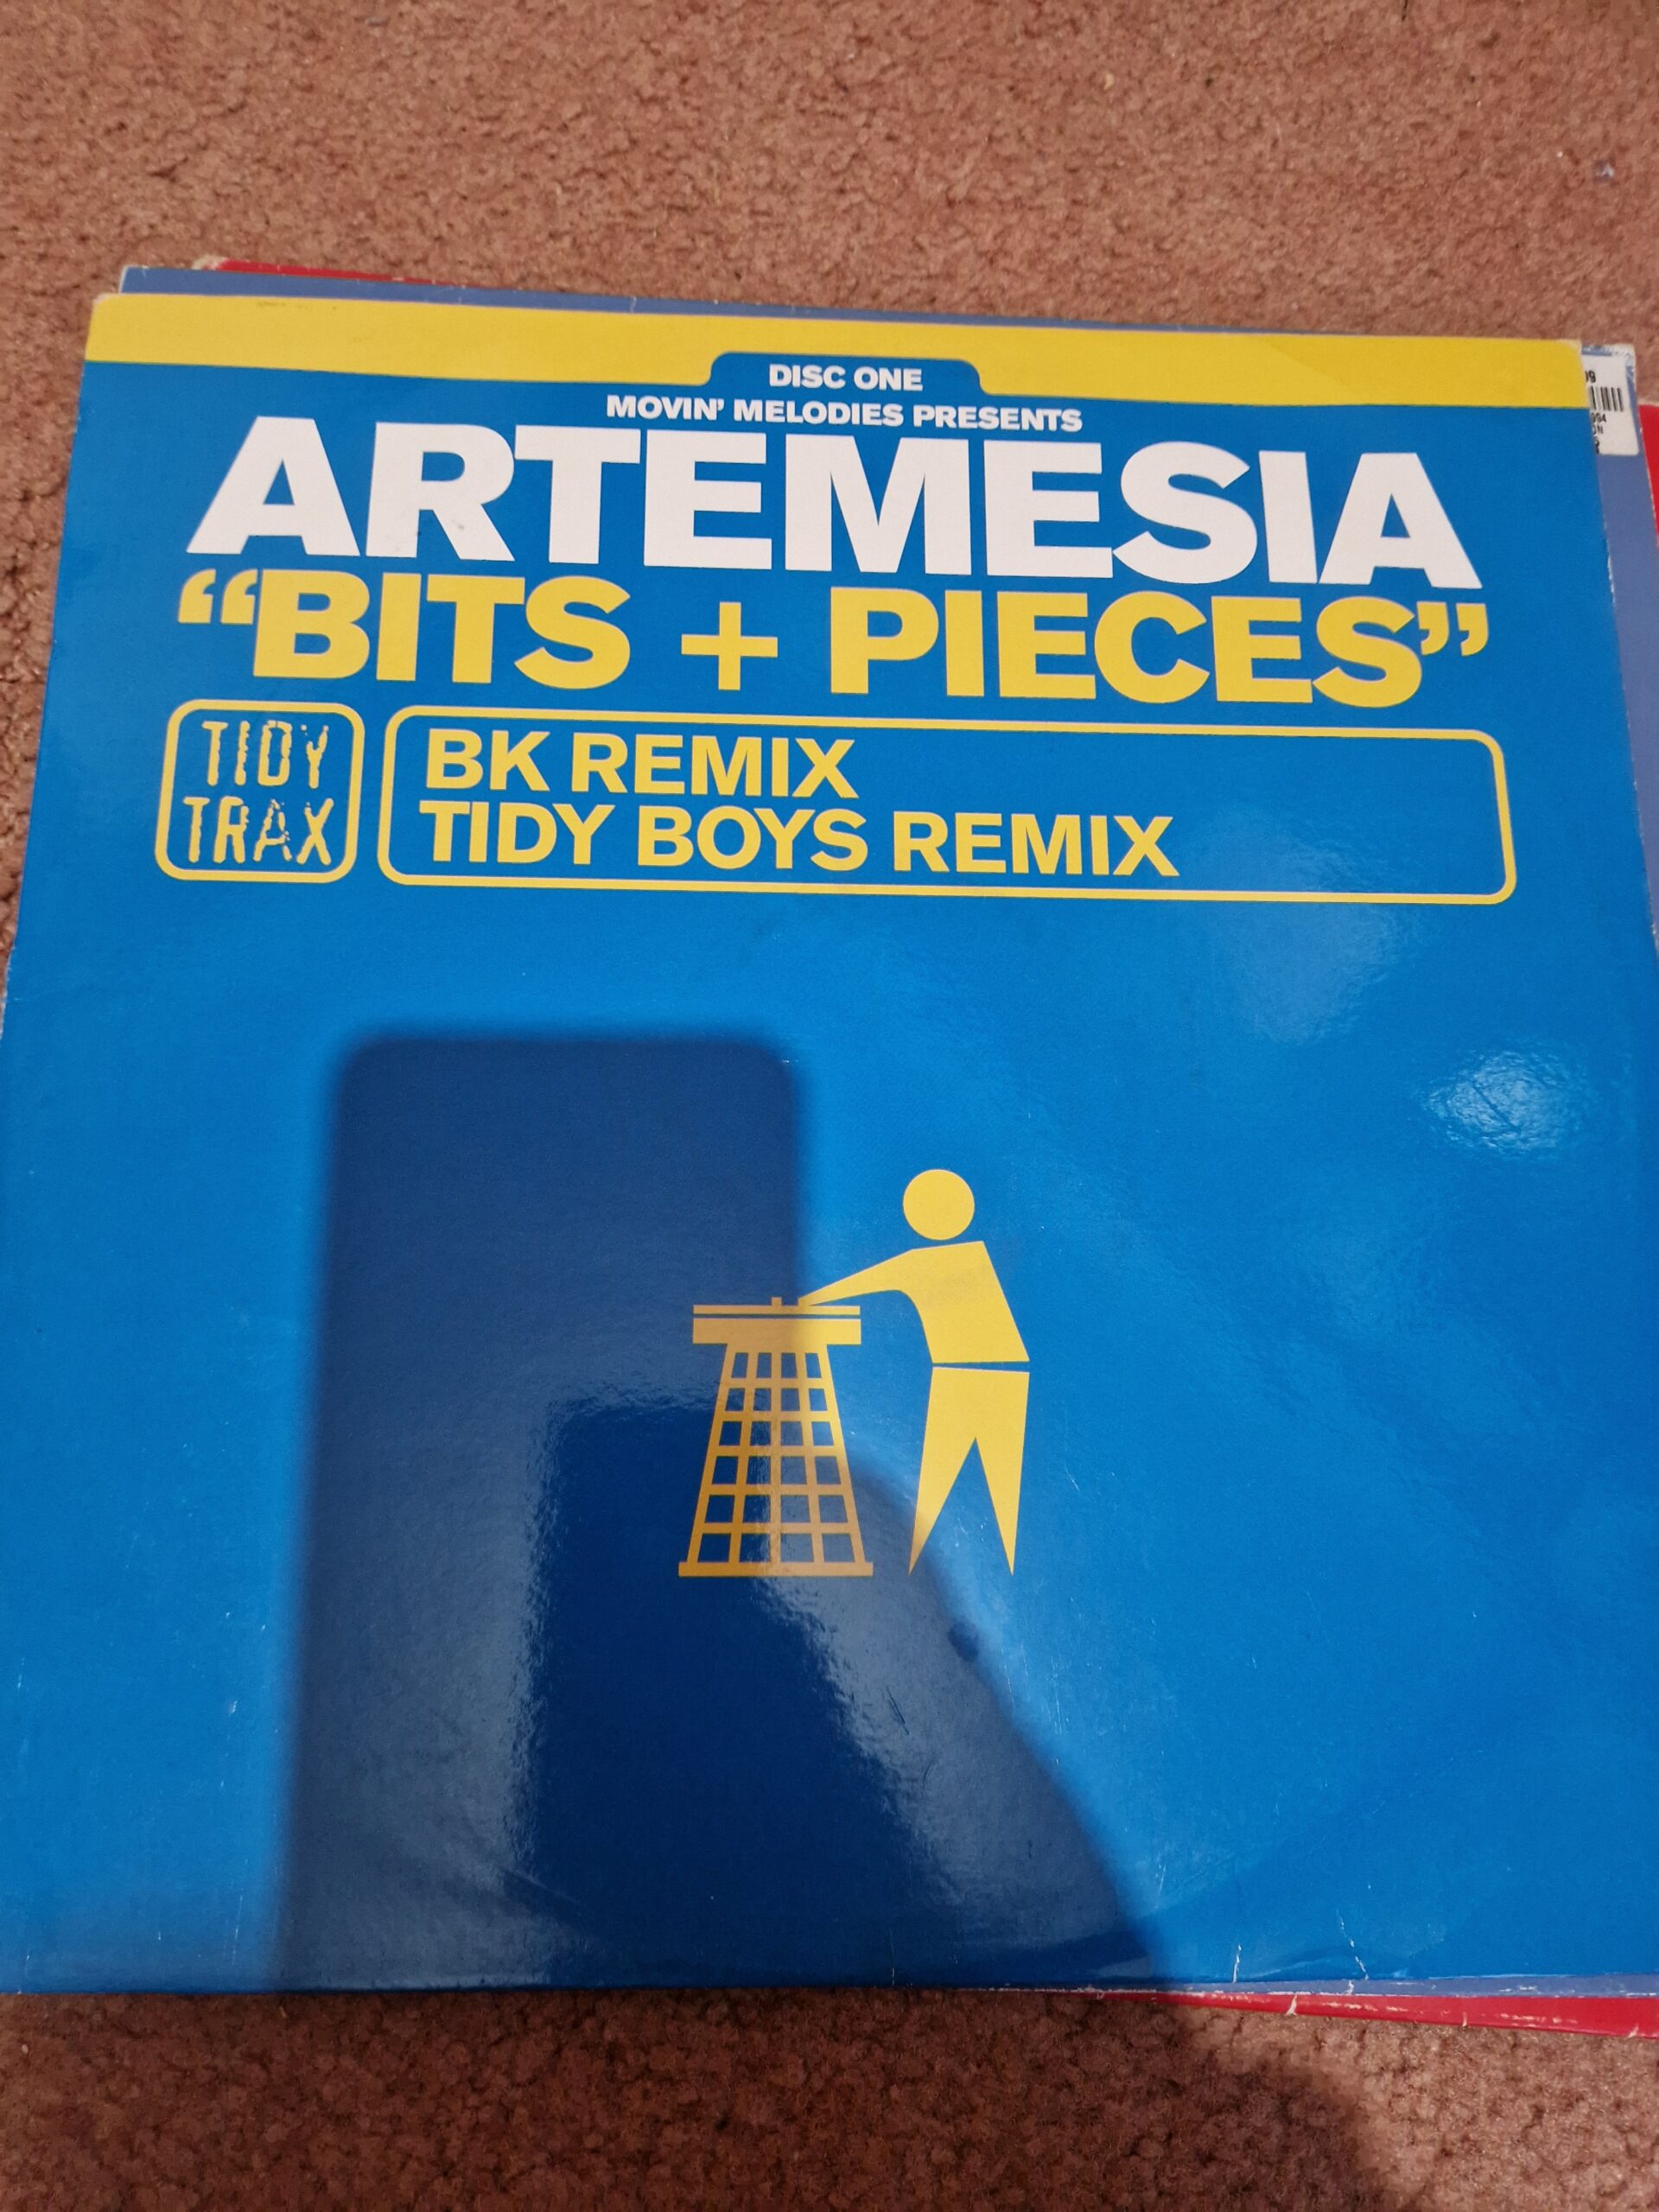 DISC ONE
MOVIN' MELODIES PRESENTS
ARTEMESIA
“BITS + PIECES”
TIDY
TRAX
BK REMIX
TIDY BOYS REMIX